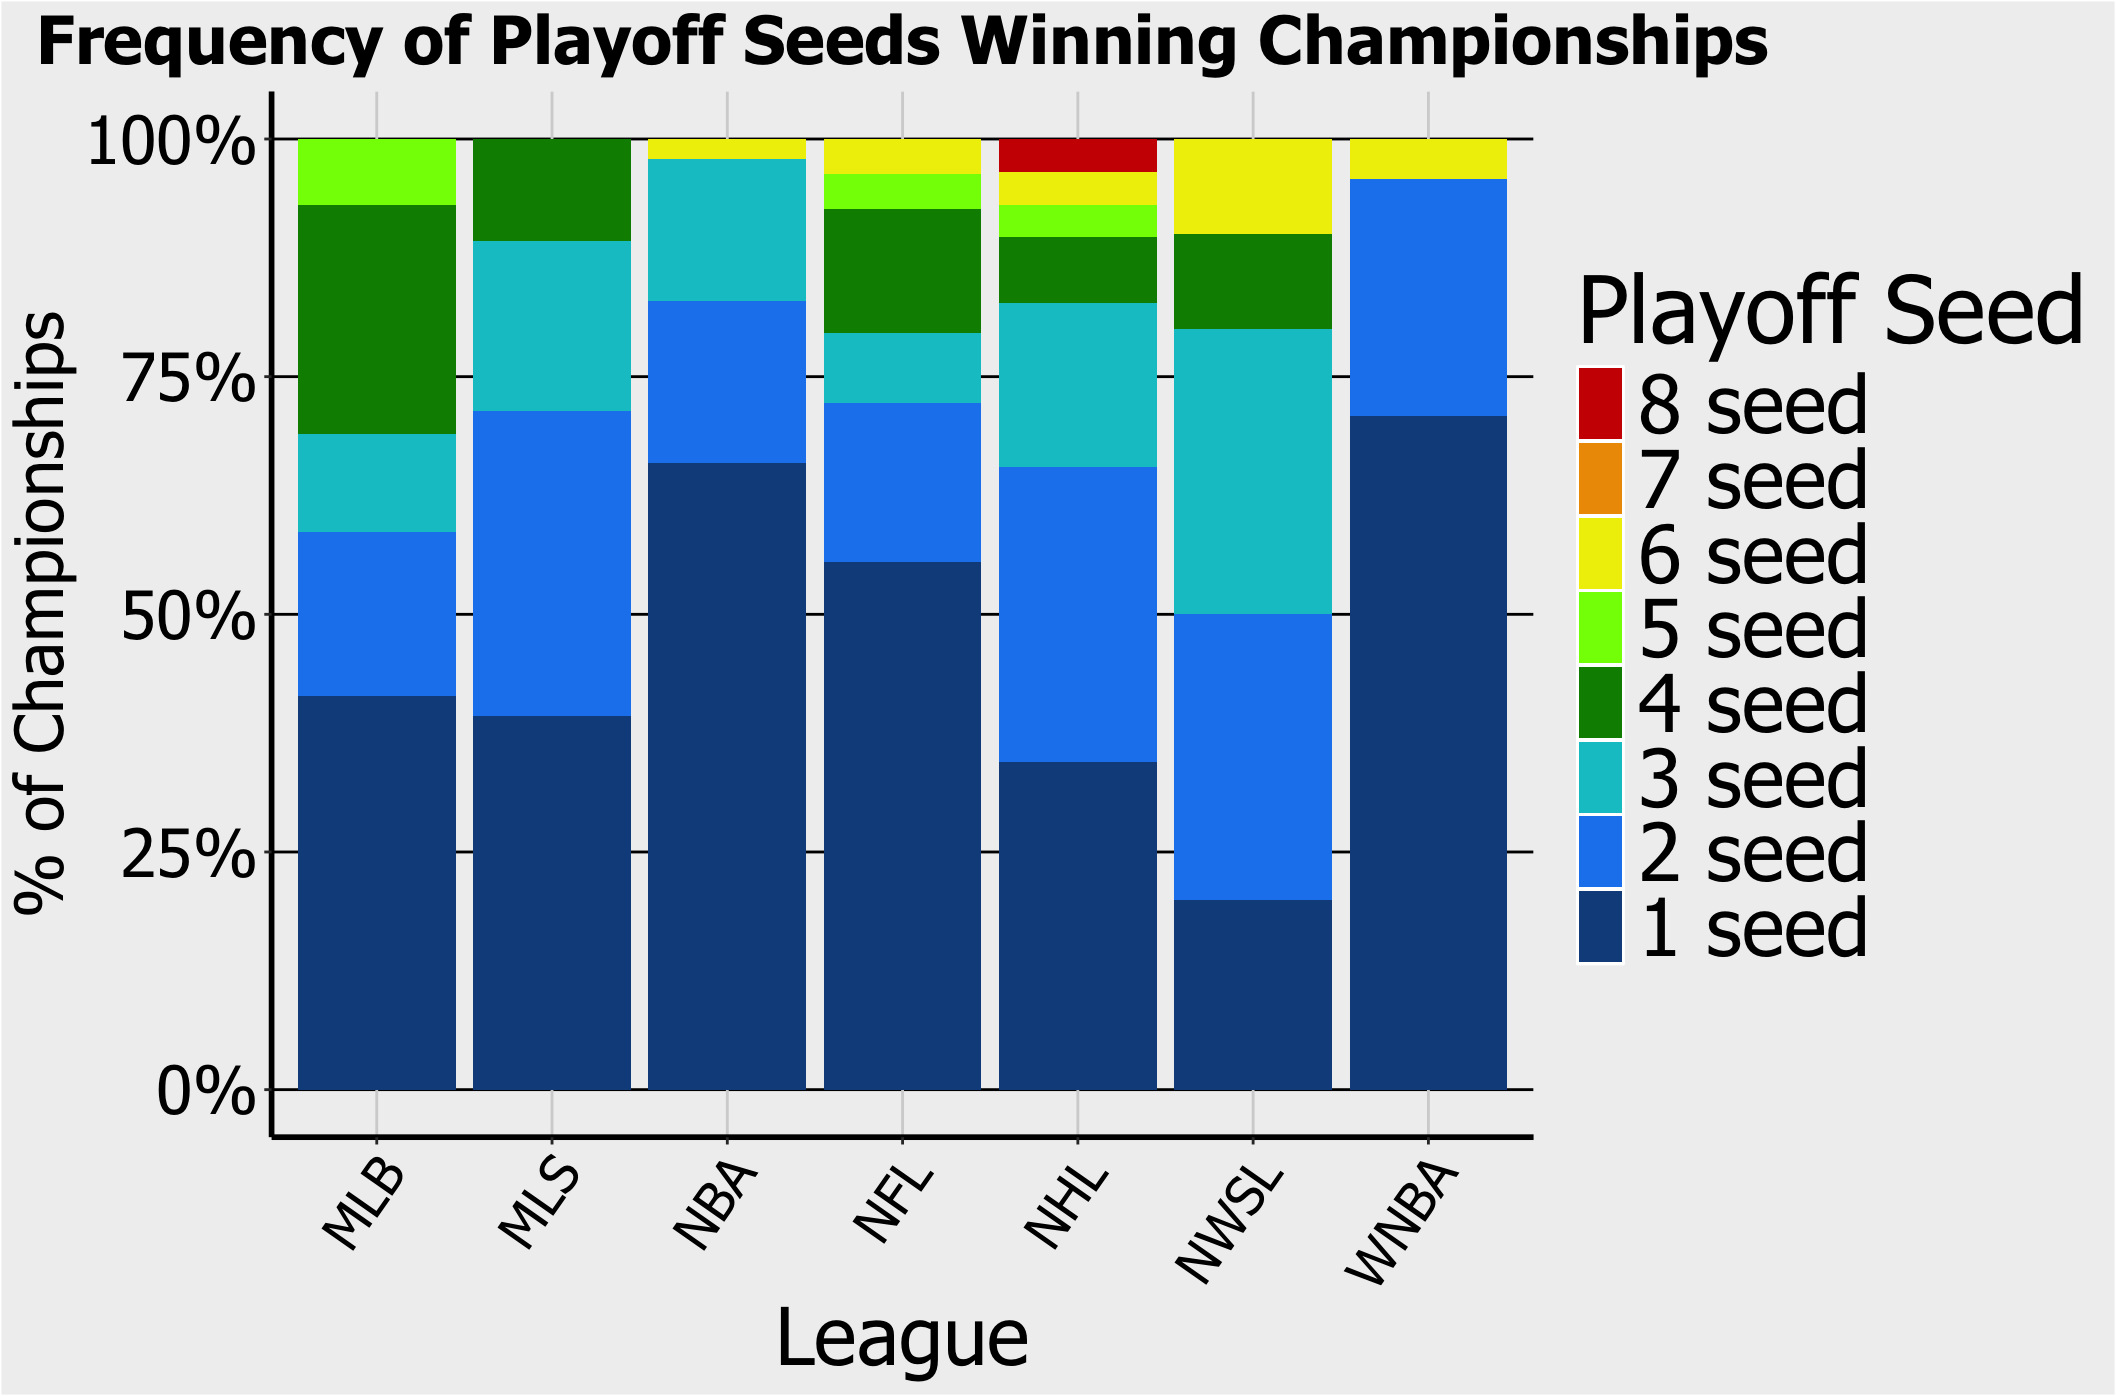 Frequency of Playoff Seeds Winning Championships
% of Championships
100%
75%
50%
25%
0%
MLB
MLS
NBA
NFL
NHL
NWSL
WNBA
League
Playoff Seed
8 seed
7 seed
6 seed
5 seed
4 seed
3 seed
2 seed
1 seed